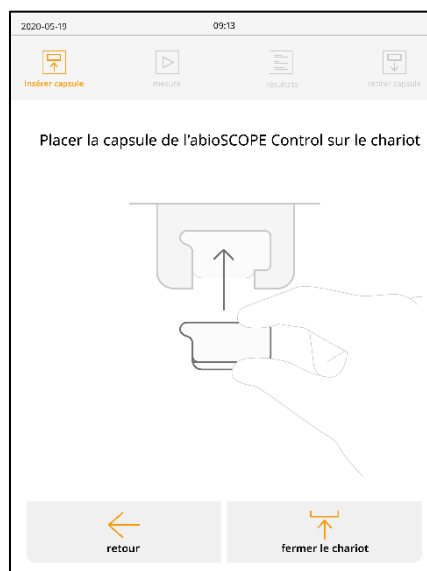 2020-05-19 09:13
insérer capsule mesure résultats retirer capsule
Placer la capsule de l'abioSCOPE Control sur le chariot
retour fermer le chariot